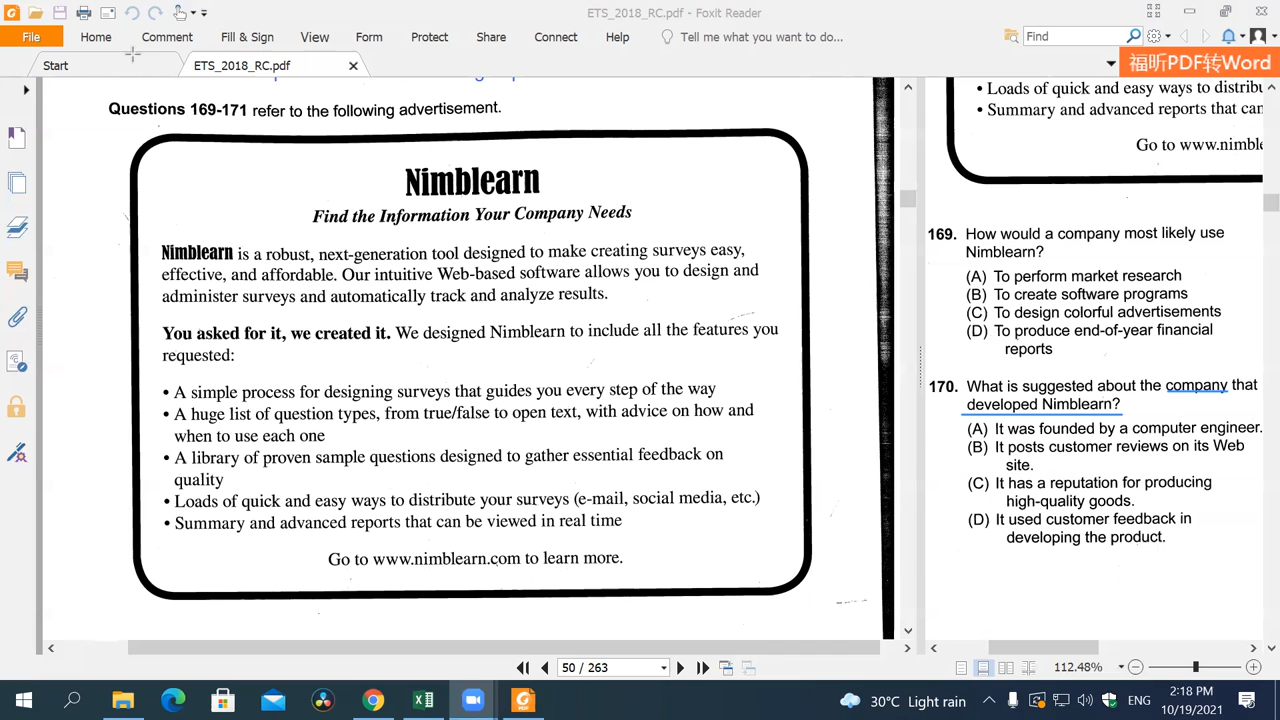 ETS_2018_RC.pdf - Foxit Reader
File Home Comment Fill & Sign View Form Protect Share Connect Help Tell me what you want to do... Find
Start ETS_2018_RC.pdf 福昕PDF转Word
Questions 169-171 refer to the following advertisement.
Nimblearn
Find the Information Your Company Needs
Nimblearn is a robust, next-generation tool designed to make creating surveys easy,
effective, and affordable. Our intuitive Web-based software allows you to design and
administer surveys and automatically track and analyze results.
You asked for it, we created it. We designed Nimblearn to include all the features you
requested:
• A simple process for designing surveys that guides you every step of the way
• A huge list of question types, from true/false to open text, with advice on how and
when to use each one
• A library of proven sample questions designed to gather essential feedback on
quality
• Loads of quick and easy ways to distribute your surveys (e-mail, social media, etc.)
• Summary and advanced reports that can be viewed in real time
Go to www.nimblearn.com to learn more.
• Loads of quick and easy ways to distribu
• Summary and advanced reports that can
Go to www.nimble
169. How would a company most likely use
Nimblearn?
(A) To perform market research
(B) To create software programs
(C) To design colorful advertisements
(D) To produce end-of-year financial
reports
170. What is suggested about the company that
developed Nimblearn?
(A) It was founded by a computer engineer.
(B) It posts customer reviews on its Web
site.
(C) It has a reputation for producing
high-quality goods.
(D) It used customer feedback in
developing the product.
50 / 263 112.48%
30°C Light rain ENG 2:18 PM
10/19/2021